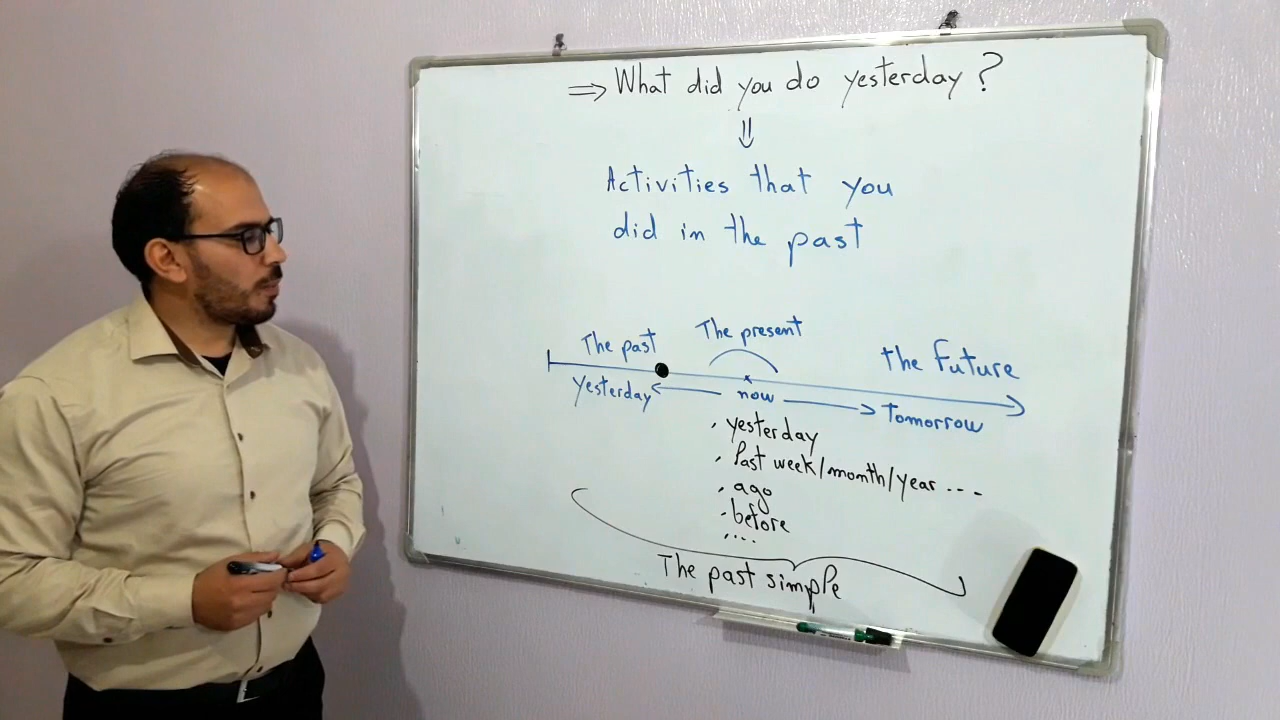 ⇒ What did you do yesterday ?
⇓
Activities that you
did in the past
The past The present the Future
Yesterday now Tomorrow
, yesterday
, last week/month/year ...
, ago
, before
....
The past simple